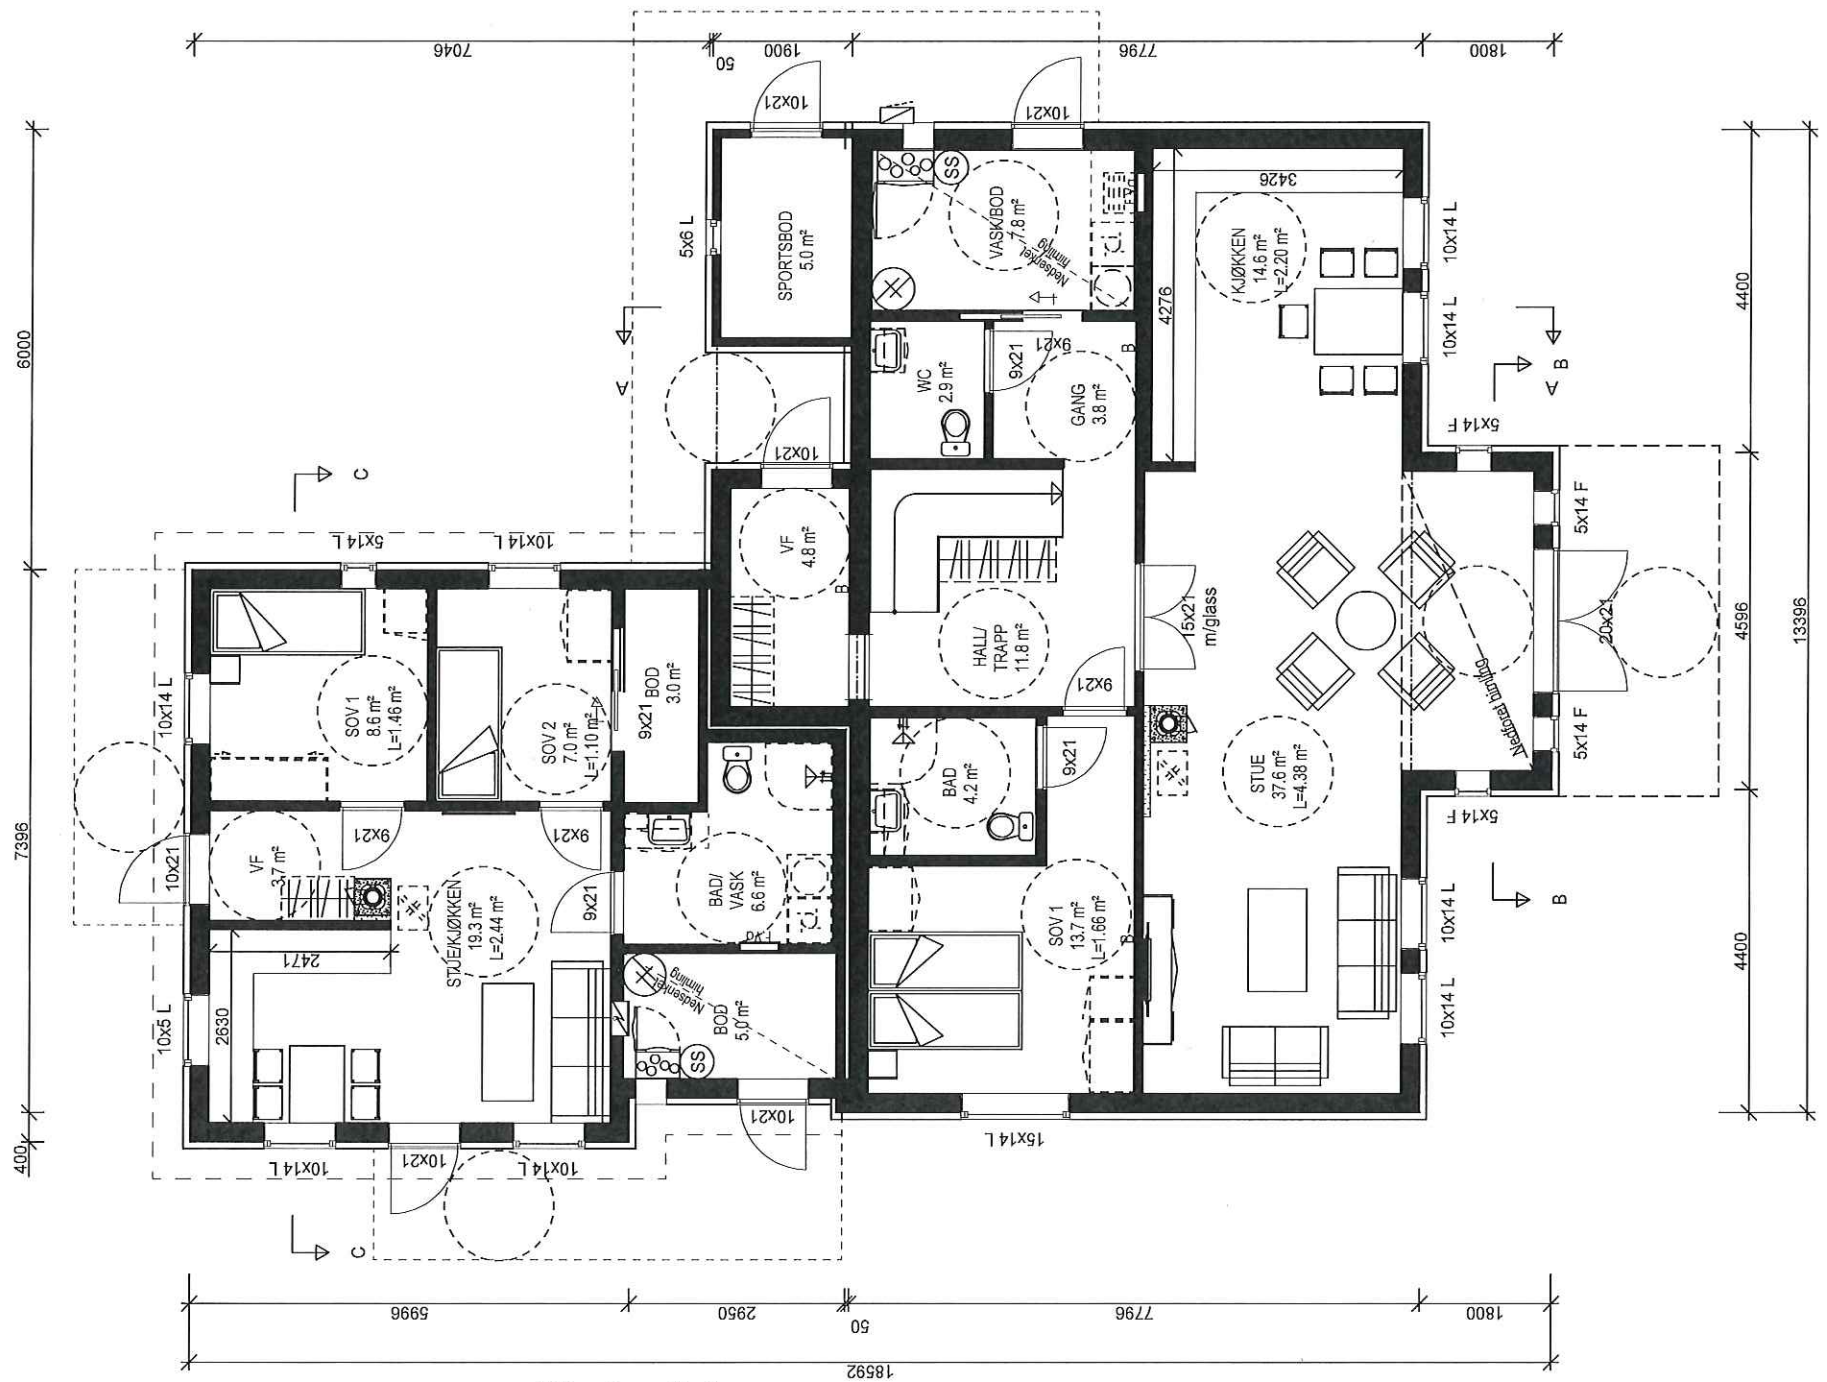 7046
50
1900
7796
1800
10x21
10x21
5x6 L
SPORTSBOD
5.0 m²
SS
VASK/BOD
7.8 m²
Nedsenket
himling
3426
KJØKKEN
14.6 m²
L=2.20 m²
10x14 L
10x14 L
4276
6000
4400
A
WC
2.9 m²
9x21
9x21
B
GANG
3.8 m²
10x21
C
A
B
5x14 F
5x14 L
10x14 L
VF
4.8 m²
B
5x14 F
HALL/
TRAPP
11.8 m²
15x21
m/glass
20x21
4596
13396
10x14 L
SOV 1
8.6 m²
L=1.46 m²
SOV 2
7.0 m²
L=1.10 m²
9x21
BOD
3.0 m²
9x21
Nedforet himling
5x14 F
BAD
4.2 m²
9x21
STUE
37.6 m²
L=4.38 m²
5x14 F
7396
10x21
VF
3.7 m²
9x21
9x21
9x21
STUE/KJØKKEN
19.3 m²
L=2.44 m²
BAD/
VASK
6.6 m²
2471
2630
10x5 L
SOV 1
13.7 m²
L=1.66 m²
B
B
4400
10x14 L
10x14 L
Nedsenket
himling
BOD
5.0 m²
SS
400
10x14 L
10x21
10x14 L
10x21
15x14 L
C
5996
2950
50
7796
1800
18592